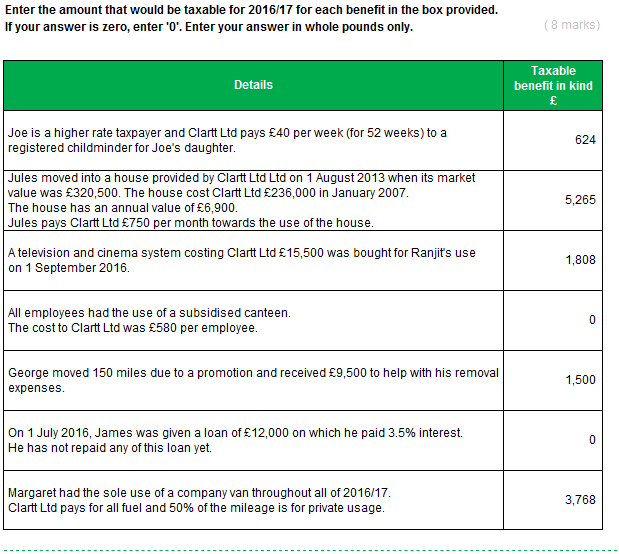 Enter the amount that would be taxable for 2016/17 for each benefit in the box provided.
If your answer is zero, enter '0'. Enter your answer in whole pounds only.
( 8 marks)
Details
Taxable
benefit in kind
£
Joe is a higher rate taxpayer and Clartt Ltd pays £40 per week (for 52 weeks) to a
registered childminder for Joe's daughter.
624
Jules moved into a house provided by Clartt Ltd Ltd on 1 August 2013 when its market
value was £320,500. The house cost Clartt Ltd £236,000 in January 2007.
The house has an annual value of £6,900.
Jules pays Clartt Ltd £750 per month towards the use of the house.
5,265
A television and cinema system costing Clartt Ltd £15,500 was bought for Ranjit's use
on 1 September 2016.
1,808
All employees had the use of a subsidised canteen.
The cost to Clartt Ltd was £580 per employee.
0
George moved 150 miles due to a promotion and received £9,500 to help with his removal
expenses.
1,500
On 1 July 2016, James was given a loan of £12,000 on which he paid 3.5% interest.
He has not repaid any of this loan yet.
0
Margaret had the sole use of a company van throughout all of 2016/17.
Clartt Ltd pays for all fuel and 50% of the mileage is for private usage.
3,768